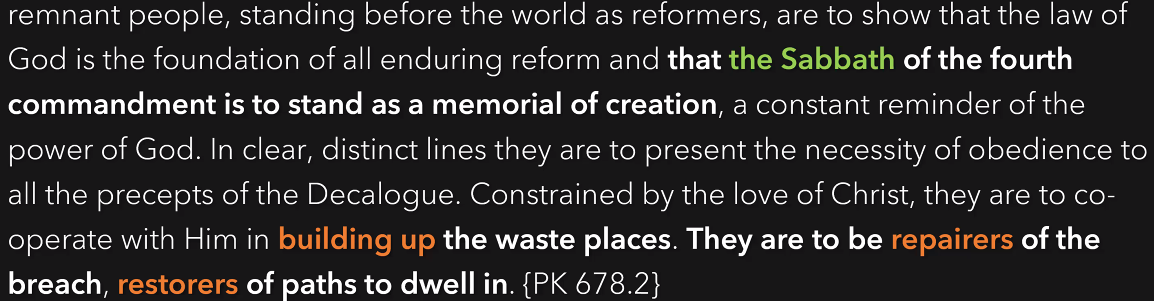 remnant people, standing before the world as reformers, are to show that the law of
God is the foundation of all enduring reform and that the Sabbath of the fourth
commandment is to stand as a memorial of creation, a constant reminder of the
power of God. In clear, distinct lines they are to present the necessity of obedience to
all the precepts of the Decalogue. Constrained by the love of Christ, they are to co-
operate with Him in building up the waste places. They are to be repairers of the
breach, restorers of paths to dwell in. {PK 678.2}